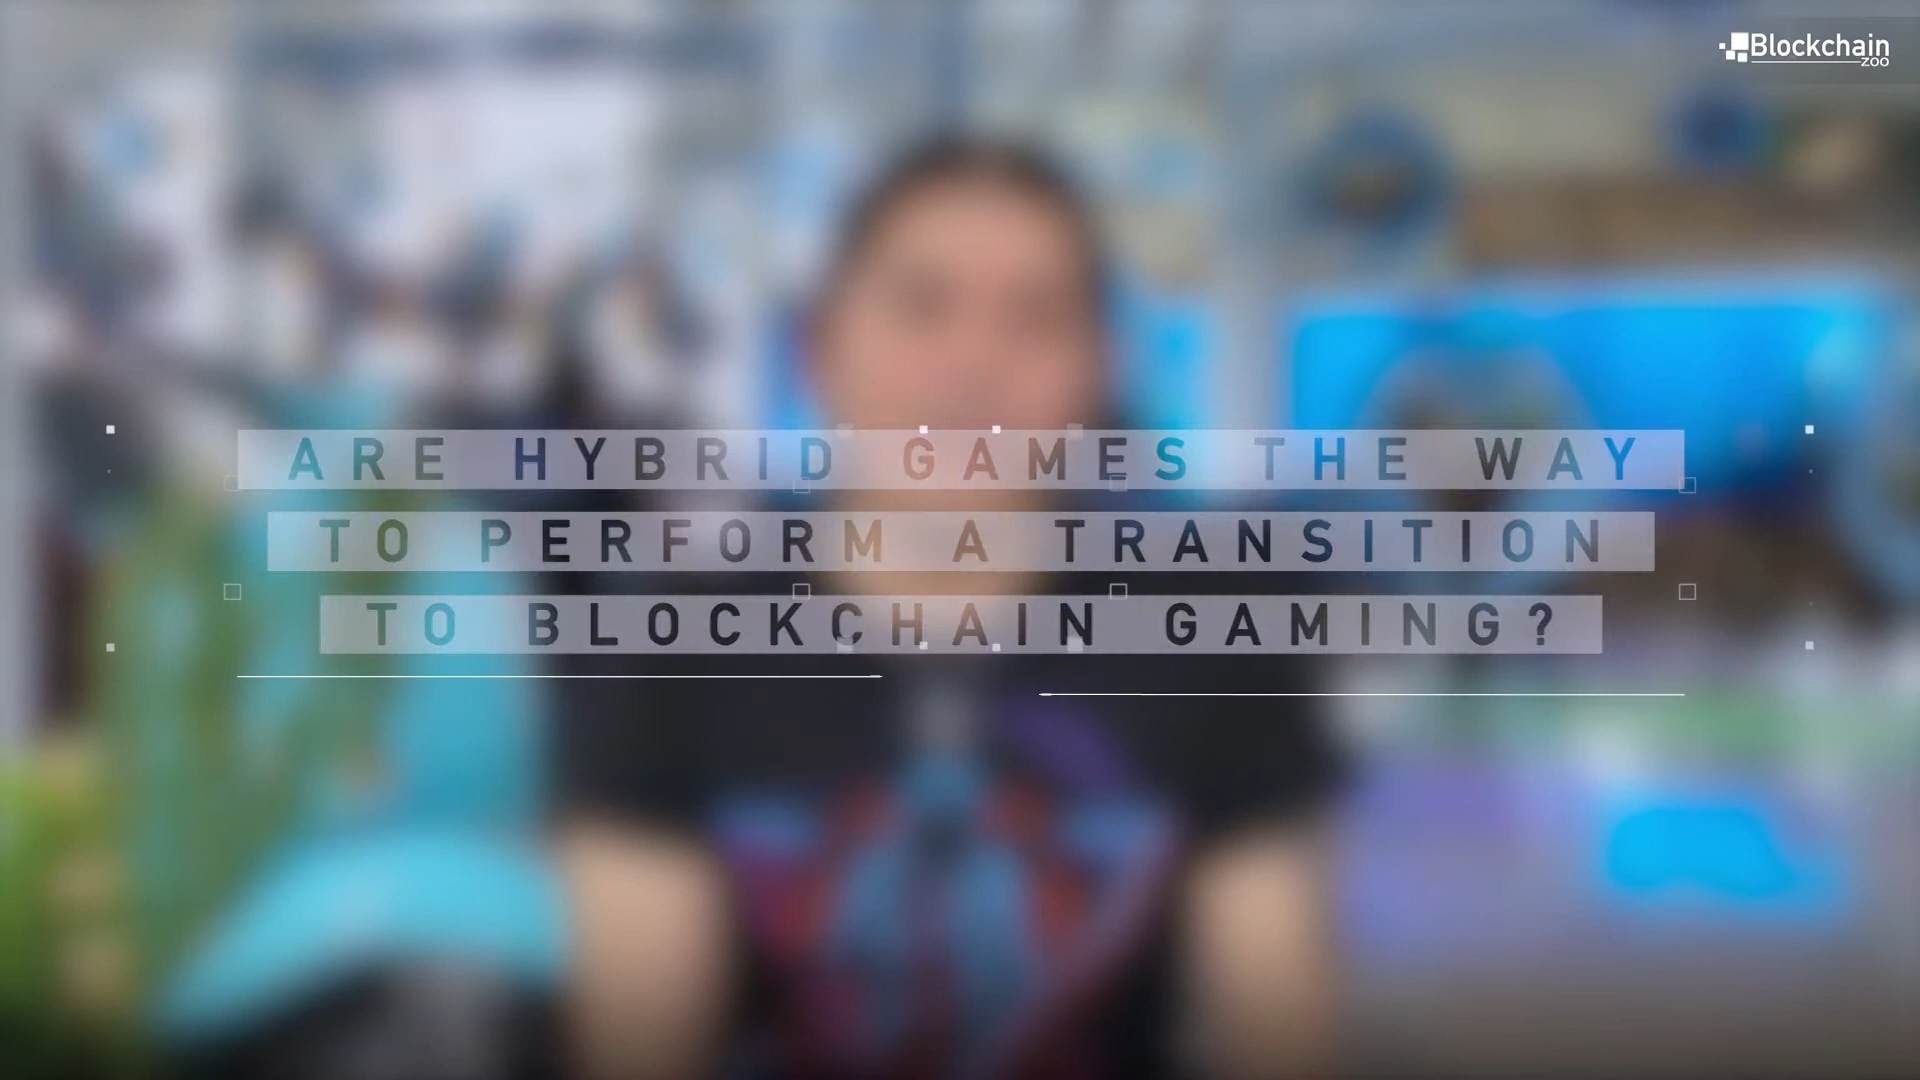 Blockchain
zoo
ARE HYBRID GAMES THE WAY
TO PERFORM A TRANSITION
TO BLOCKCHAIN GAMING?